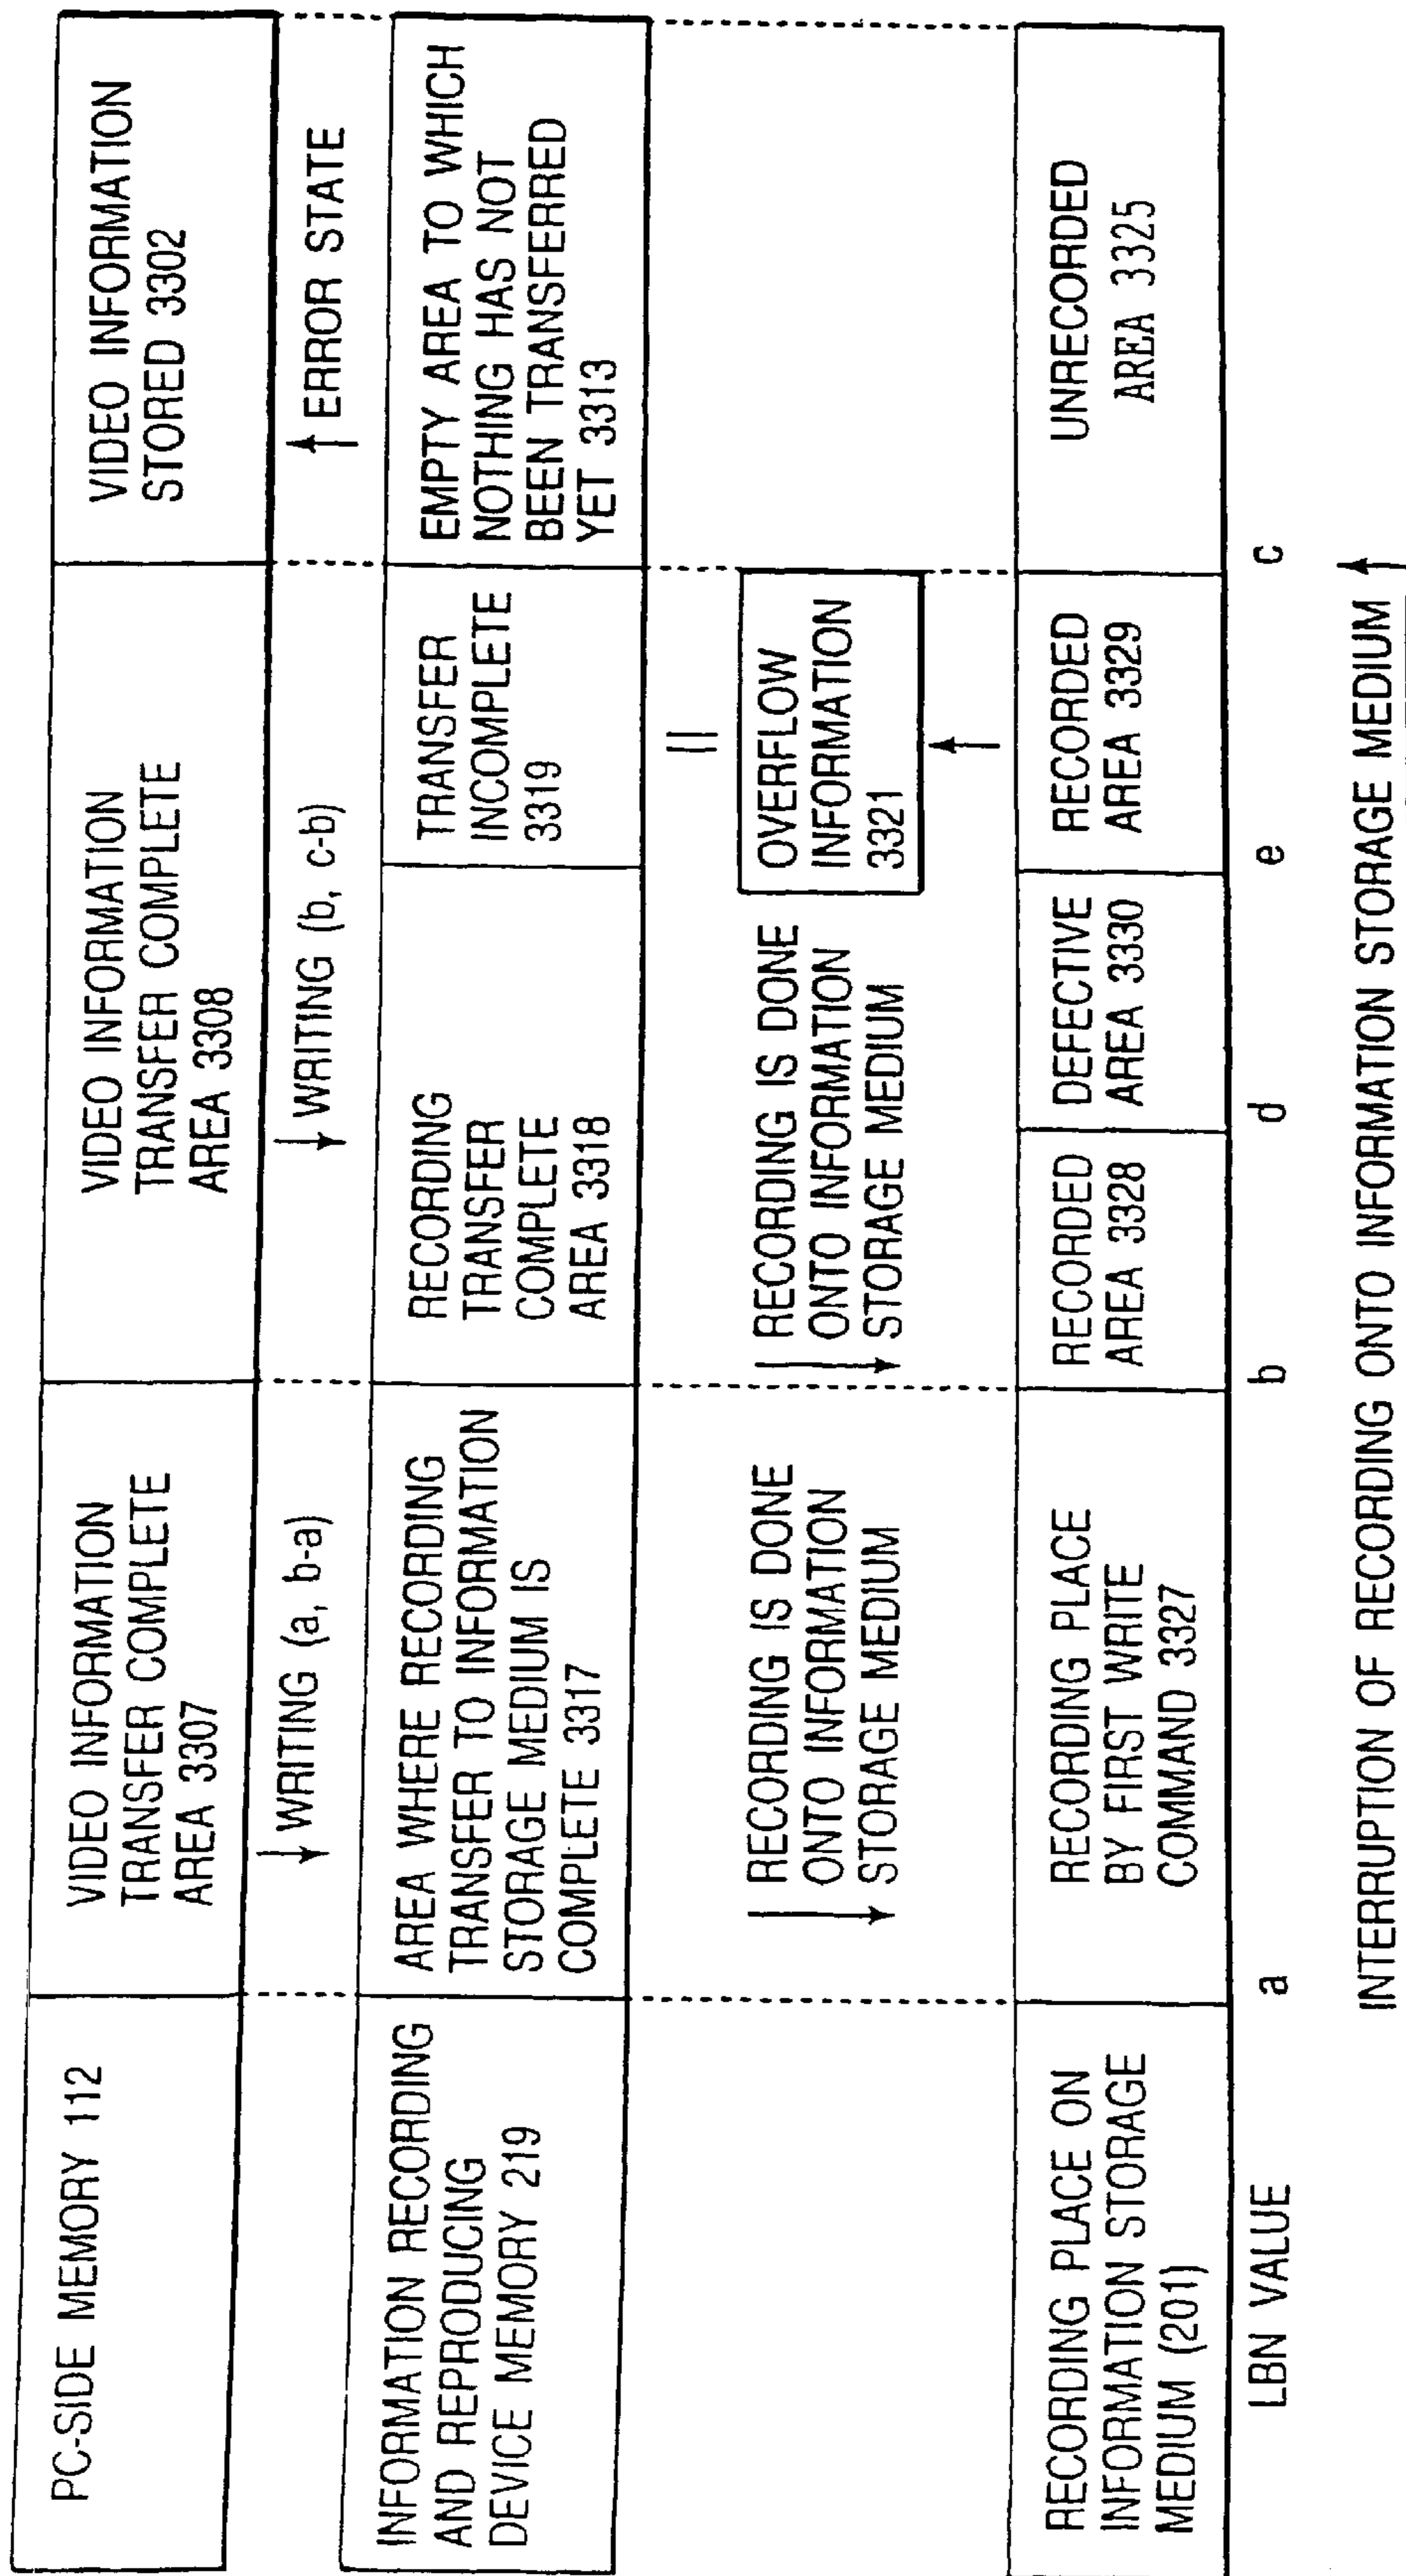 PC-SIDE MEMORY 112
VIDEO INFORMATION
TRANSFER COMPLETE
AREA 3307
VIDEO INFORMATION
TRANSFER COMPLETE
AREA 3308
VIDEO INFORMATION
STORED 3302
WRITING (a, b-a)
WRITING (b, c-b)
ERROR STATE
INFORMATION RECORDING
AND REPRODUCING
DEVICE MEMORY 219
AREA WHERE RECORDING
TRANSFER TO INFORMATION
STORAGE MEDIUM IS
COMPLETE 3317
RECORDING
TRANSFER
COMPLETE
AREA 3318
TRANSFER
INCOMPLETE
3319
EMPTY AREA TO WHICH
NOTHING HAS NOT
BEEN TRANSFERRED
YET 3313
RECORDING IS DONE
ONTO INFORMATION
STORAGE MEDIUM
RECORDING IS DONE
ONTO INFORMATION
STORAGE MEDIUM
=
OVERFLOW
INFORMATION
3321
RECORDING PLACE ON
INFORMATION STORAGE
MEDIUM (201)
RECORDING PLACE
BY FIRST WRITE
COMMAND 3327
RECORDED
AREA 3328
DEFECTIVE
AREA 3330
RECORDED
AREA 3329
UNRECORDED
AREA 3325
LBN VALUE a b d e c
INTERRUPTION OF RECORDING ONTO INFORMATION STORAGE MEDIUM